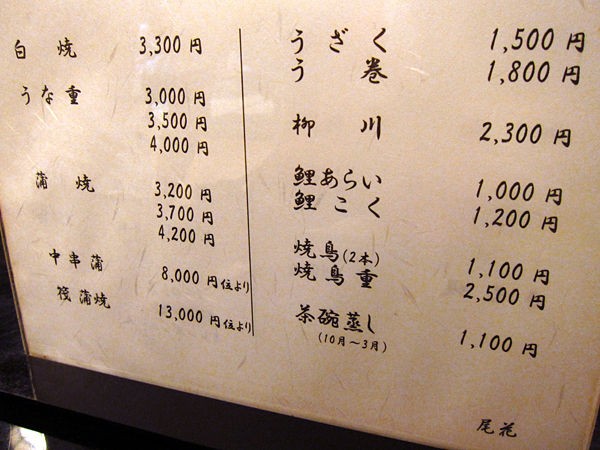 白焼 3,300円
うな重 3,000円
3,500円
4,000円
蒲焼 3,200円
3,700円
4,200円
中串蒲 8,000円位より
筏蒲焼 13,000円位より
うざく 1,500円
う巻 1,800円
柳川 2,300円
鯉あらい 1,000円
鯉こく 1,200円
焼鳥(2本) 1,100円
焼鳥重 2,500円
茶碗蒸し 1,100円
(10月～3月)
尾花